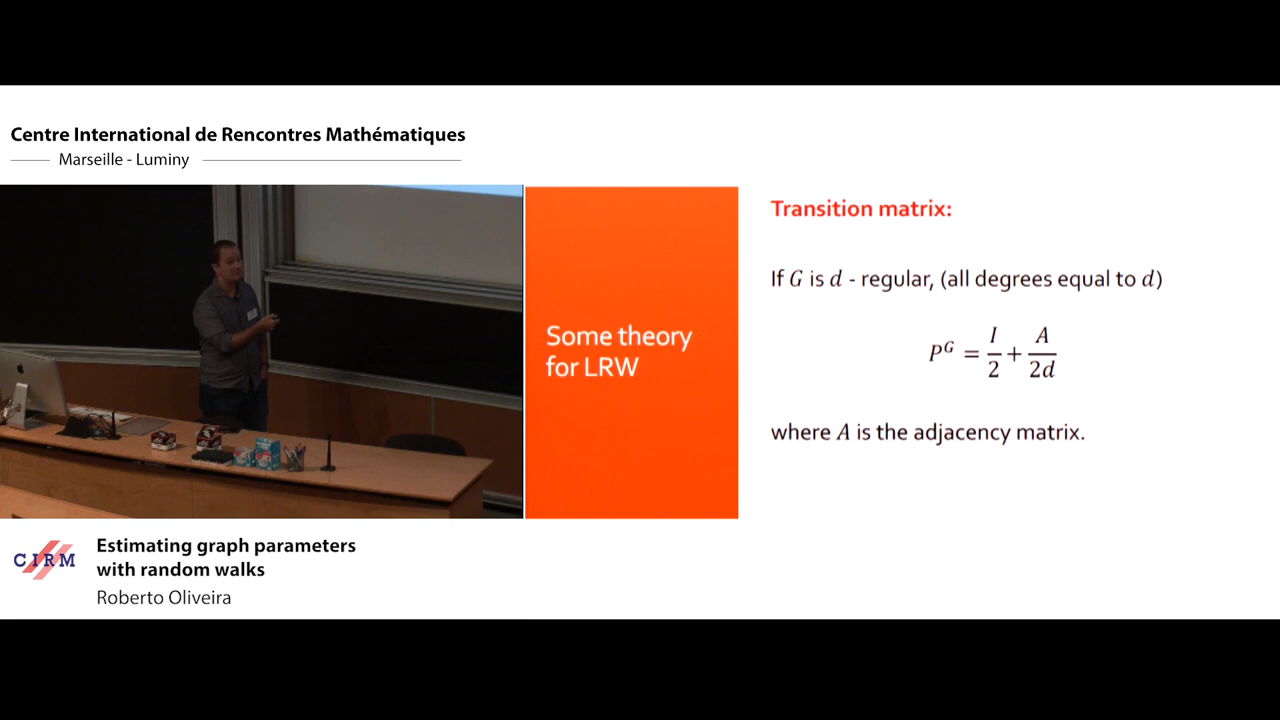 Centre International de Rencontres Mathématiques
Marseille - Luminy
Some theory
for LRW
Transition matrix:
If G is d - regular, (all degrees equal to d)
P^G = I/2 + A/2d
where A is the adjacency matrix.
CIRM
Estimating graph parameters
with random walks
Roberto Oliveira